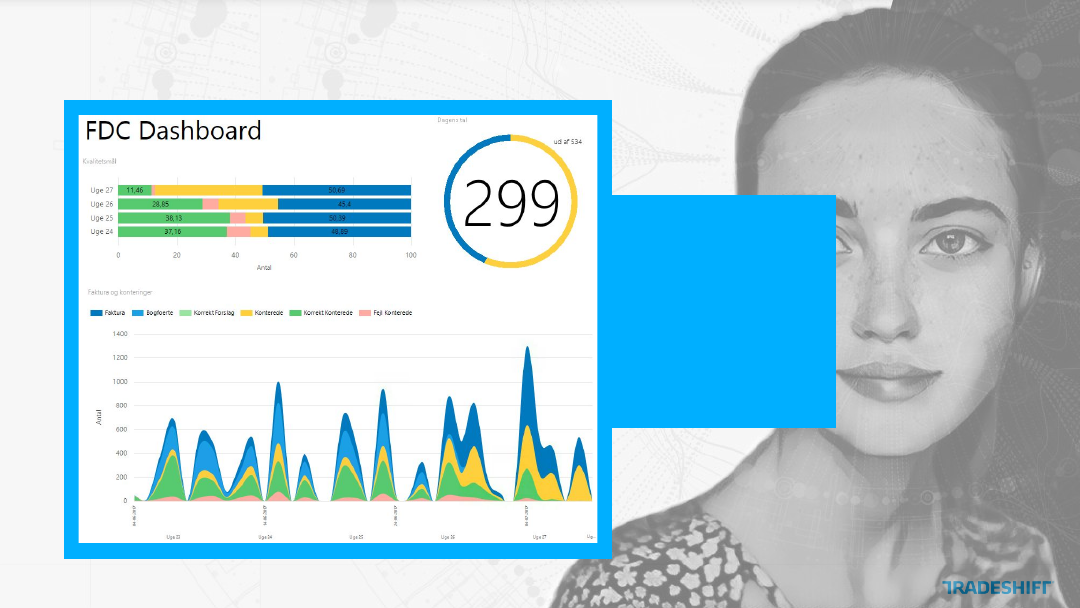 FDC Dashboard
Dagens tal
ud af 534
299
Kvalitetsmål
Uge 27 11,46 50,69
Uge 26 28,85 45,4
Uge 25 38,13 50,59
Uge 24 37,16 48,89
0 20 40 60 80 100
Antal
Faktura og konteringer
Faktura Bogfoerte Korrekt Forslag Konterede Korrekt Konterede Fejl Konterede
1400
1200
1000
800
600
400
200
0
Antal
Uge 23 Uge 24 Uge 25 Uge 26 Uge 27
TRADESHIFT